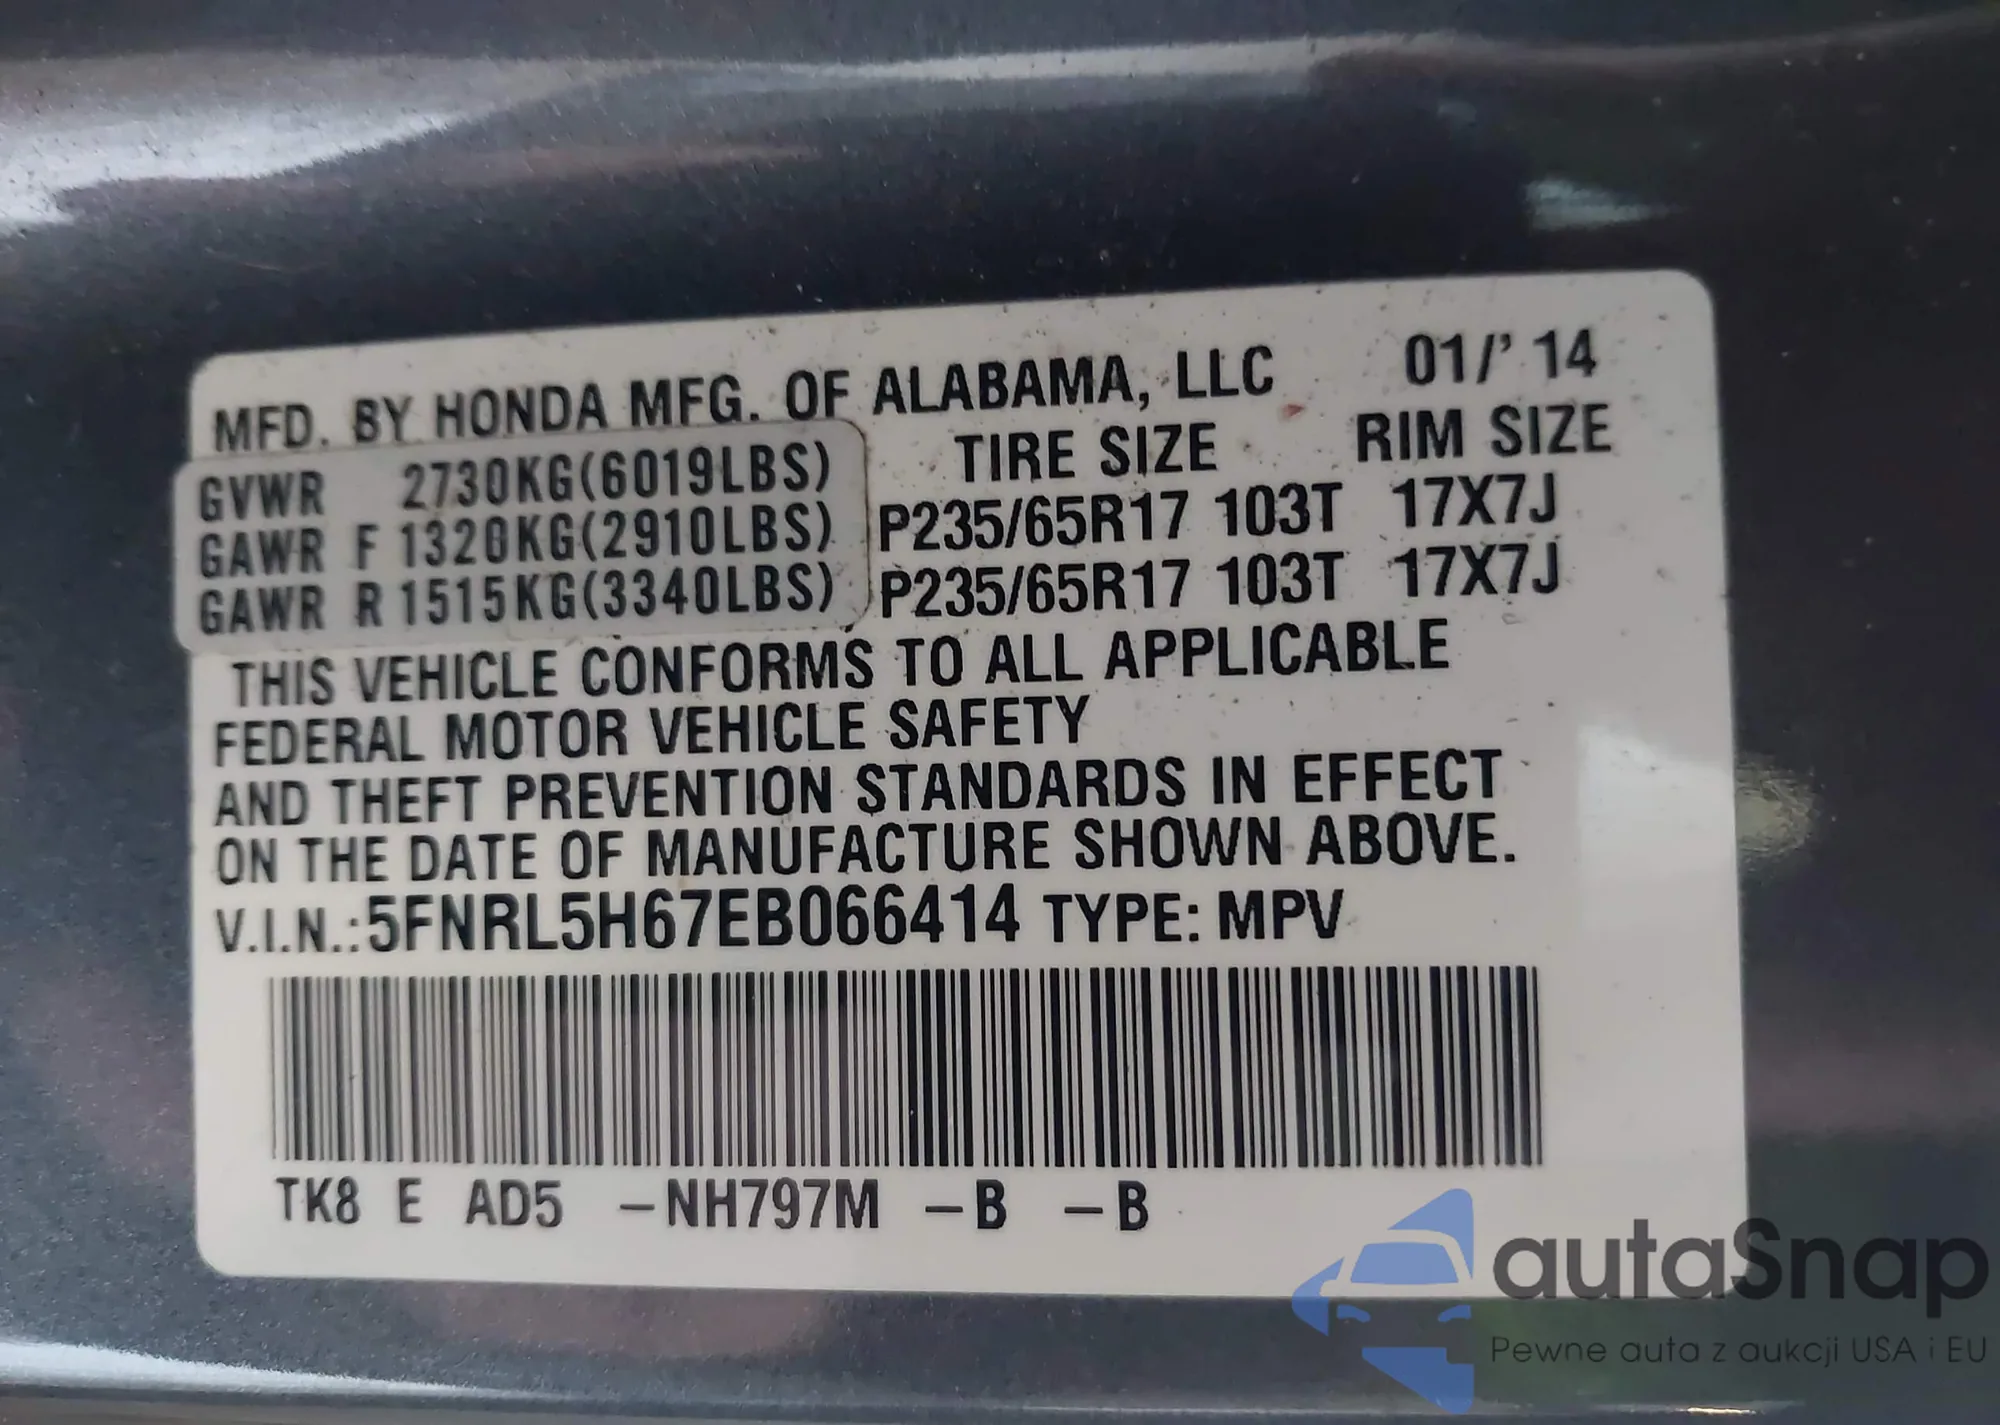 MFD. BY HONDA MFG. OF ALABAMA, LLC 01/' 14
TIRE SIZE RIM SIZE
GVWR 2730KG(6019LBS)
GAWR F 1320KG(2910LBS) P235/65R17 103T 17X7J
GAWR R 1515KG(3340LBS) P235/65R17 103T 17X7J
THIS VEHICLE CONFORMS TO ALL APPLICABLE
FEDERAL MOTOR VEHICLE SAFETY
AND THEFT PREVENTION STANDARDS IN EFFECT
ON THE DATE OF MANUFACTURE SHOWN ABOVE.
V.I.N.:5FNRL5H67EB066414 TYPE: MPV
TK8 E AD5 –NH797M –B –B
autaSnap
Pewne auta z aukcji USA i EU